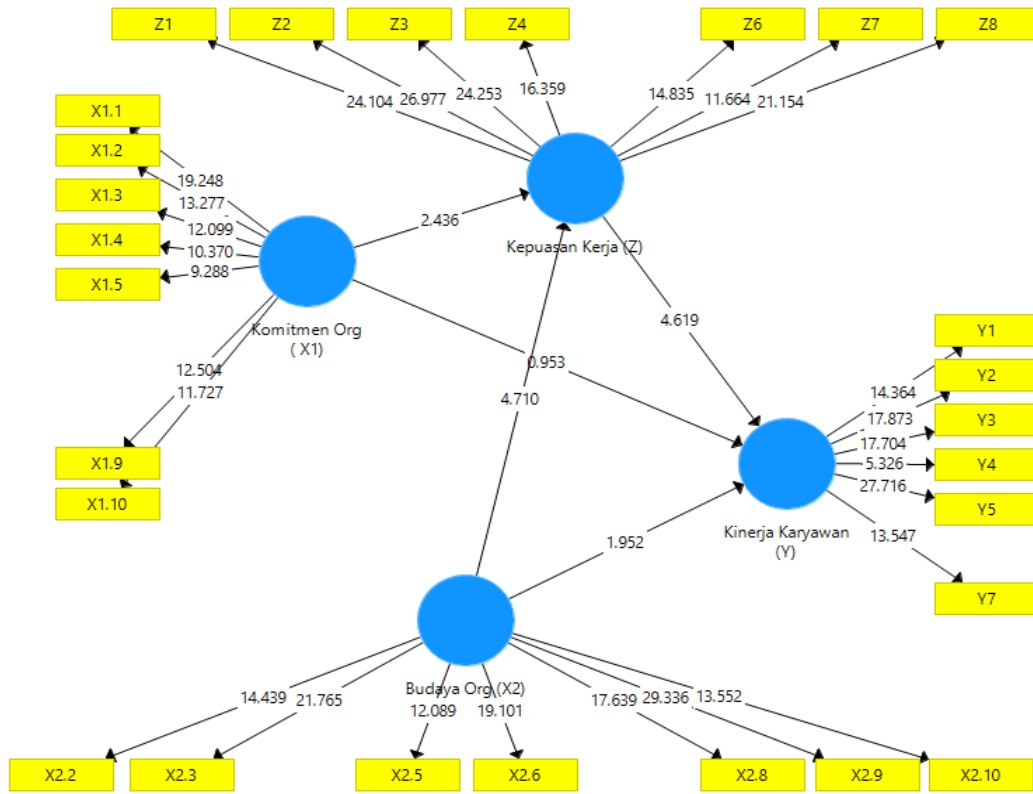 Z1
Z2
Z3
Z4
Z6
Z7
Z8
24.104
26.977
24.253
16.359
14.835
11.664
21.154
X1.1
X1.2
X1.3
X1.4
X1.5
19.248
13.277
12.099
10.370
9.288
2.436
Kepuasan Kerja (Z)
Komitmen Org
( X1)
12.504
11.727
X1.9
X1.10
0.953
4.710
4.619
Y1
Y2
Y3
Y4
Y5
Y7
14.364
17.873
17.704
5.326
27.716
13.547
Kinerja Karyawan
(Y)
1.952
Budaya Org (X2)
14.439
21.765
12.089
19.101
17.639
29.336
13.552
X2.2
X2.3
X2.5
X2.6
X2.8
X2.9
X2.10